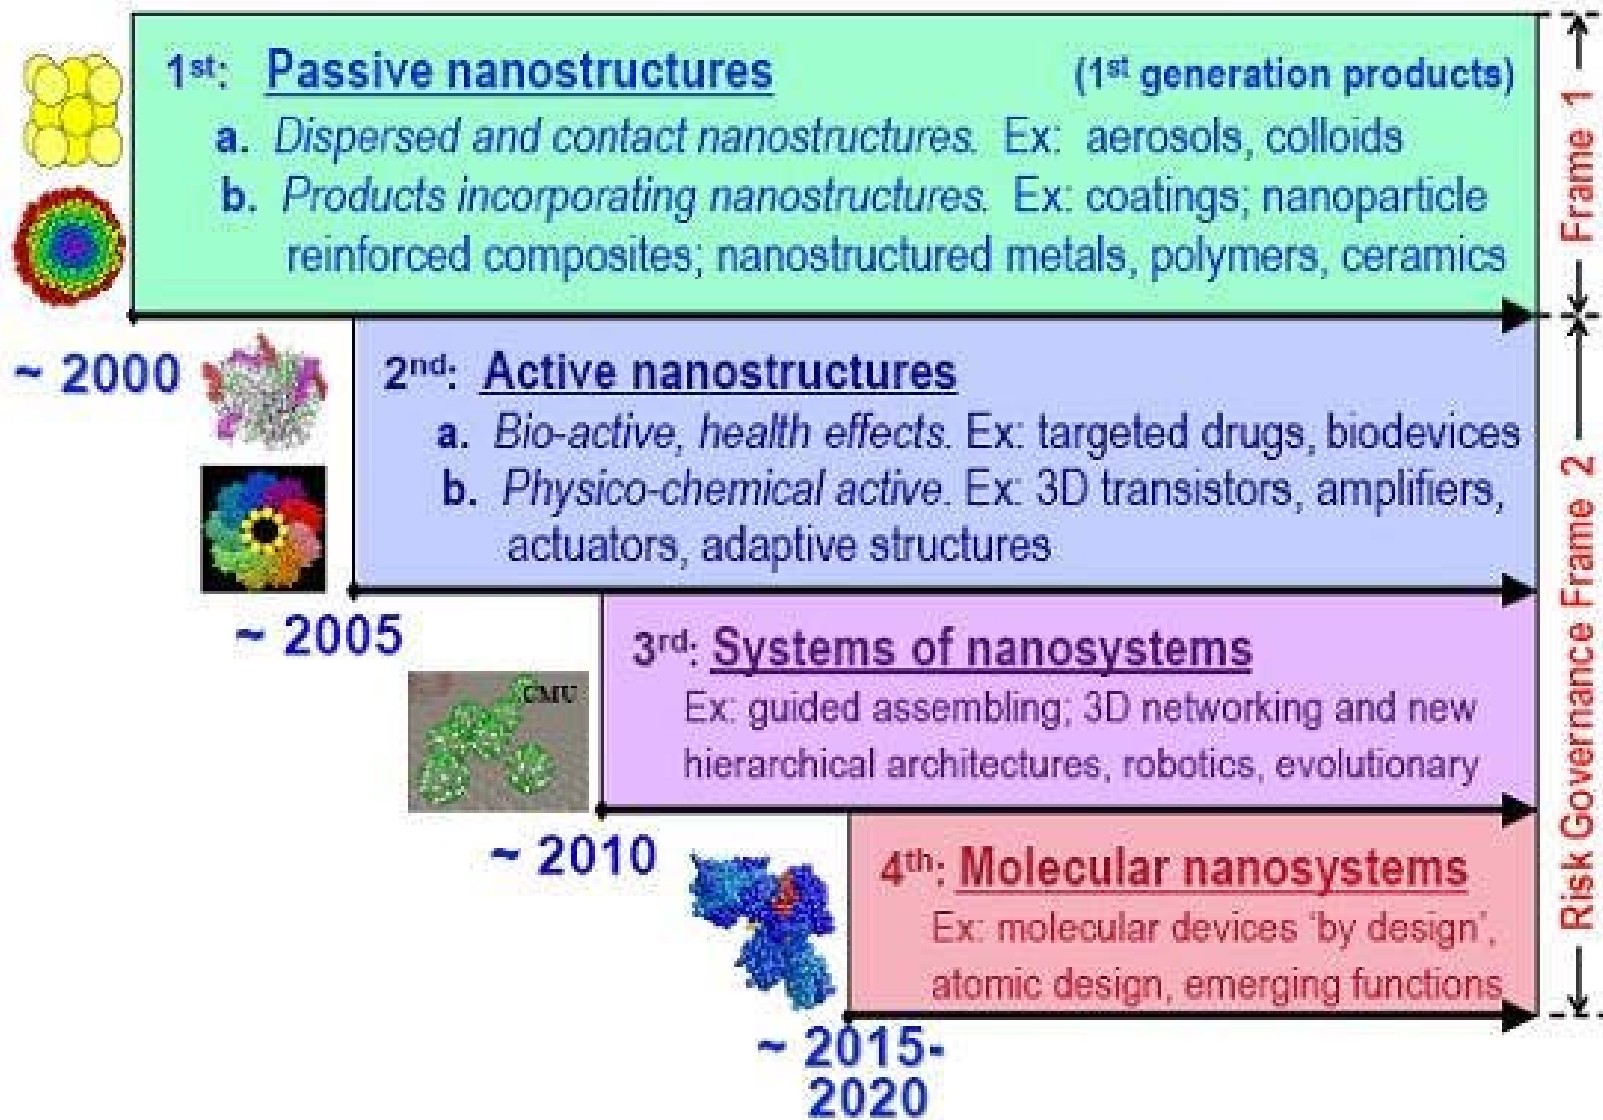 1st: Passive nanostructures (1st generation products)
a. Dispersed and contact nanostructures. Ex: aerosols, colloids
b. Products incorporating nanostructures. Ex: coatings; nanoparticle
reinforced composites; nanostructured metals, polymers, ceramics
~ 2000
2nd: Active nanostructures
a. Bio-active, health effects. Ex: targeted drugs, biodevices
b. Physico-chemical active. Ex: 3D transistors, amplifiers,
actuators, adaptive structures
~ 2005
3rd: Systems of nanosystems
Ex: guided assembling; 3D networking and new
hierarchical architectures, robotics, evolutionary
CMU
~ 2010
4th: Molecular nanosystems
Ex: molecular devices ‘by design’,
atomic design, emerging functions
~ 2015-
2020
Frame 1
Risk Governance Frame 2